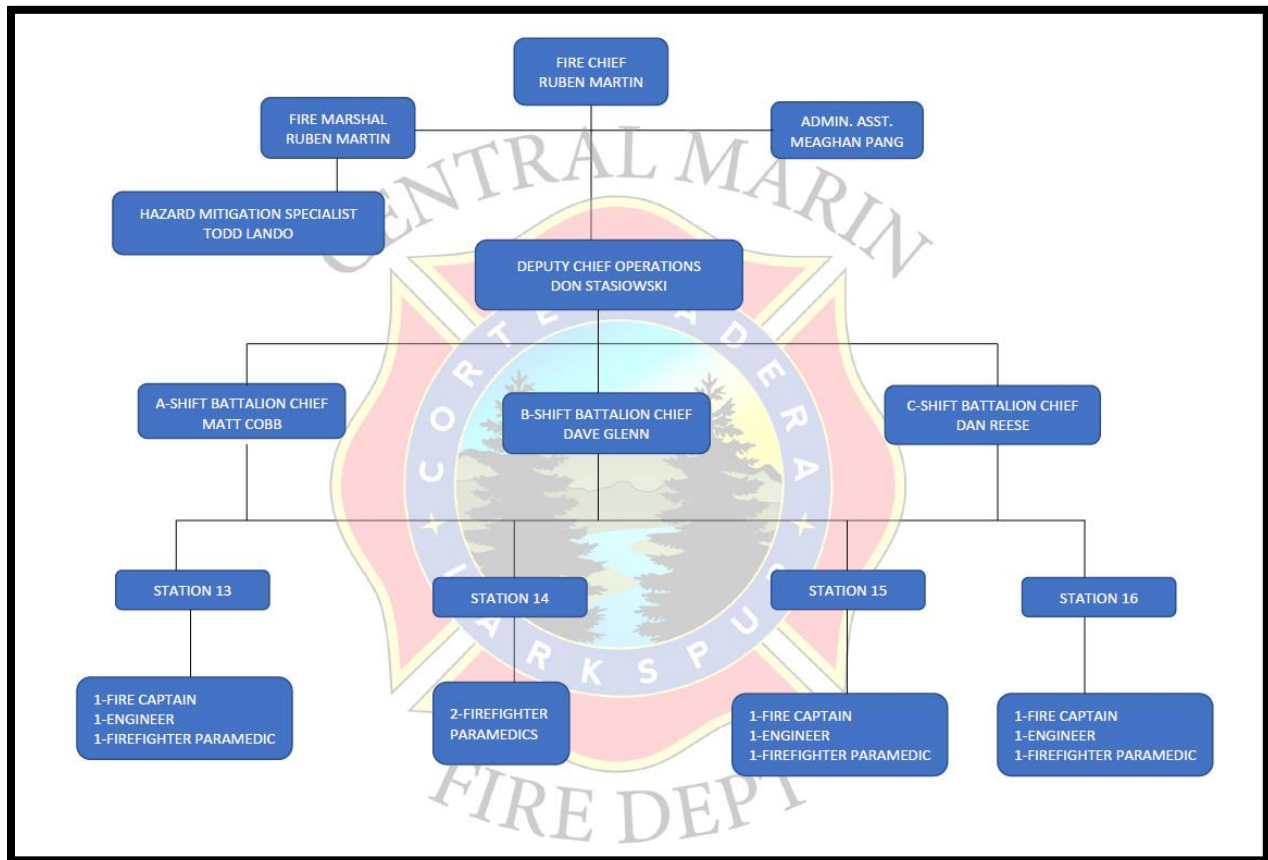 FIRE CHIEF
RUBEN MARTIN
FIRE MARSHAL
RUBEN MARTIN
ADMIN. ASST.
MEAGHAN PANG
CENTRAL MARIN
HAZARD MITIGATION SPECIALIST
TODD LANDO
DEPUTY CHIEF OPERATIONS
DON STASIOWSKI
A-SHIFT BATTALION CHIEF
MATT COBB
B-SHIFT BATTALION CHIEF
DAVE GLENN
C-SHIFT BATTALION CHIEF
DAN REESE
STATION 13
STATION 14
STATION 15
STATION 16
1-FIRE CAPTAIN
1-ENGINEER
1-FIREFIGHTER PARAMEDIC
2-FIREFIGHTER
PARAMEDICS
1-FIRE CAPTAIN
1-ENGINEER
1-FIREFIGHTER PARAMEDIC
1-FIRE CAPTAIN
1-ENGINEER
1-FIREFIGHTER PARAMEDIC
FIRE DEPT